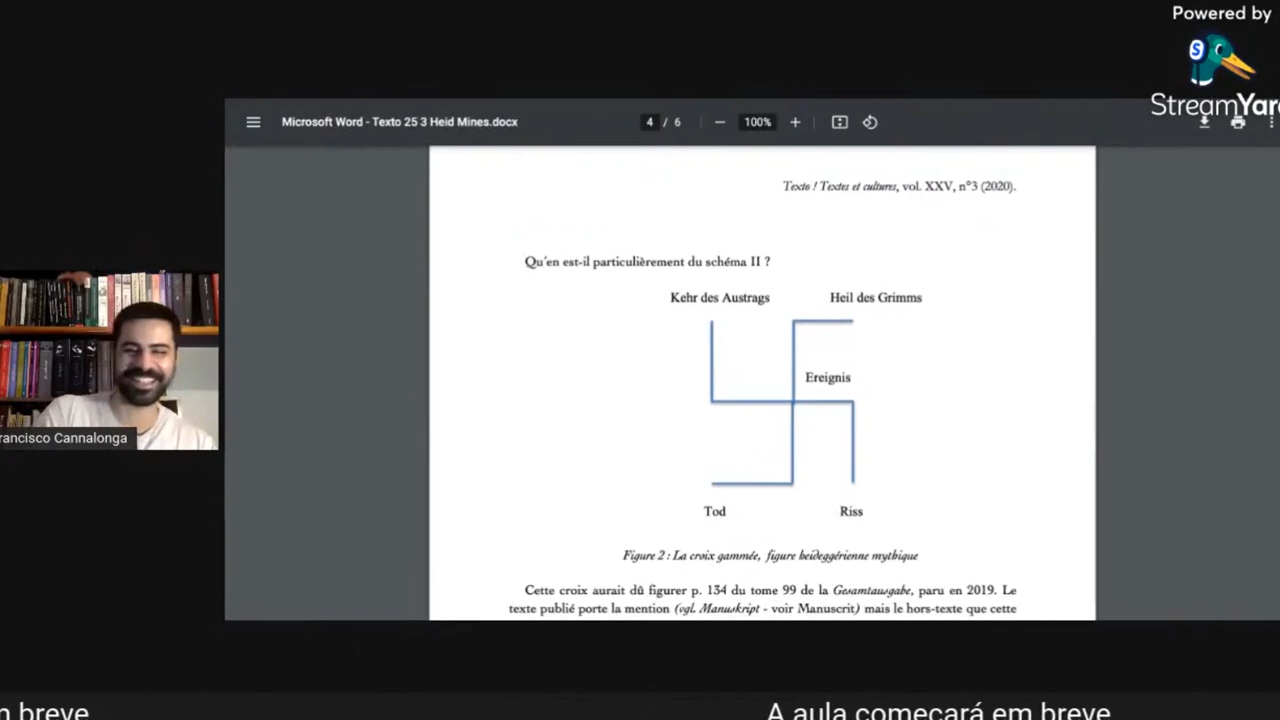 Powered by
StreamYar
Microsoft Word - Texto 25 3 Heid Mines.docx
4 / 6
100%
Texto ! Textes et cultures, vol. XXV, n°3 (2020).
Qu'en est-il particulièrement du schéma II ?
Kehr des Austrags
Heil des Grimms
Ereignis
Tod
Riss
Figure 2 : La croix gammée, figure heideggérienne mythique
Cette croix aurait dû figurer p. 134 du tome 99 de la Gesamtausgabe, paru en 2019. Le
texte publié porte la mention (vgl. Manuskript - voir Manuscrit) mais le hors-texte que cette
rancisco Cannalonga
m breve
A aula começará em breve